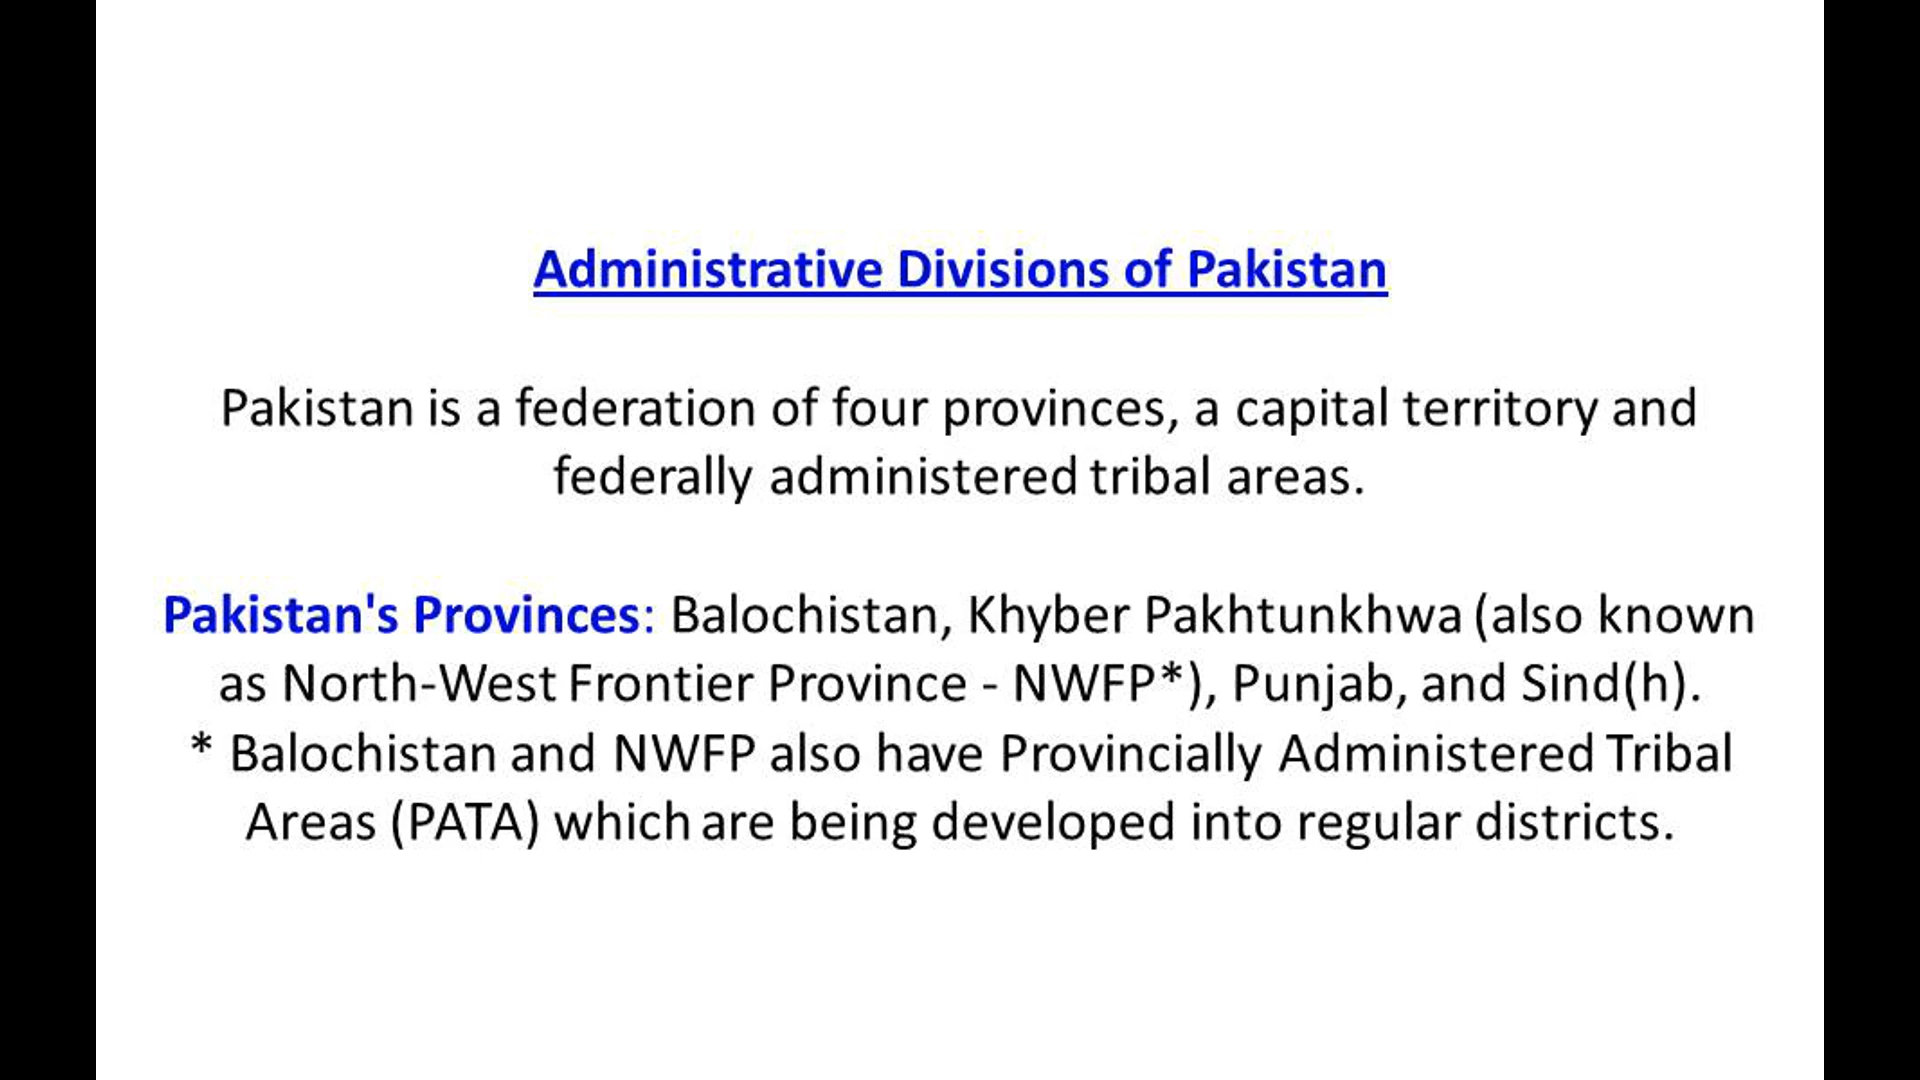 Administrative Divisions of Pakistan
Pakistan is a federation of four provinces, a capital territory and
federally administered tribal areas.
Pakistan's Provinces: Balochistan, Khyber Pakhtunkhwa (also known
as North-West Frontier Province - NWFP*), Punjab, and Sind(h).
* Balochistan and NWFP also have Provincially Administered Tribal
Areas (PATA) which are being developed into regular districts.